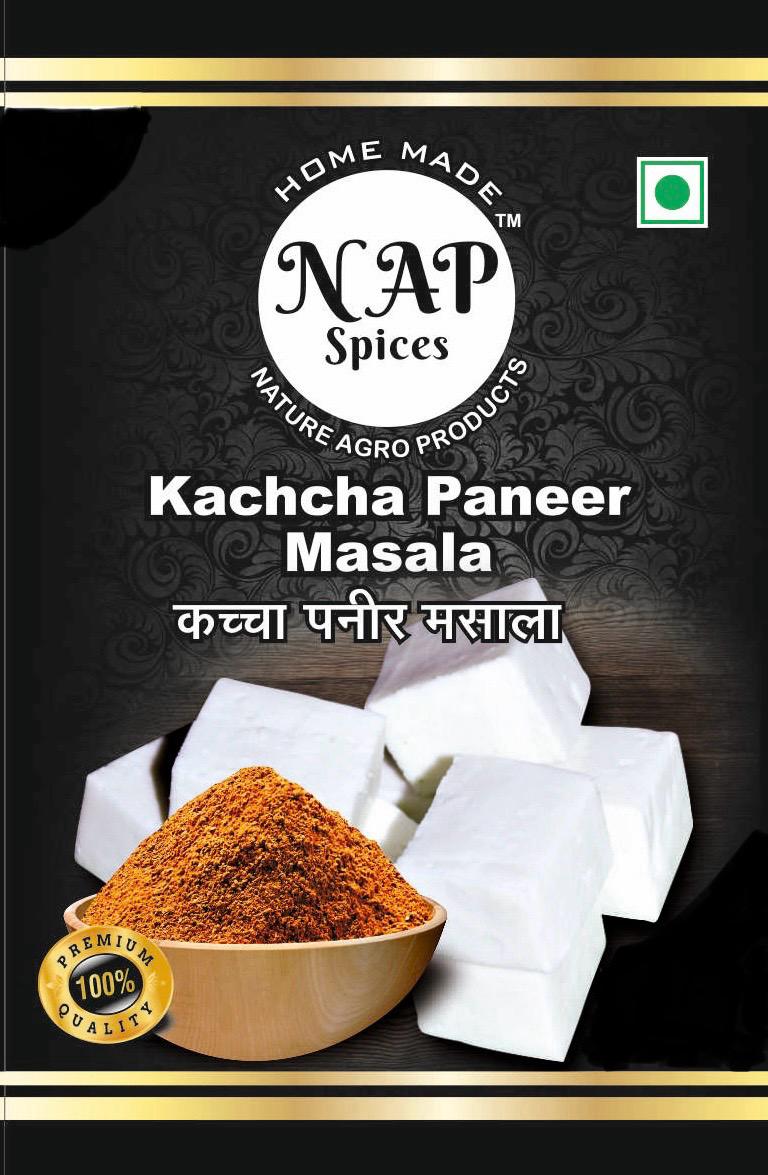 HOME MADE
TM
NAP
Spices
NATURE AGRO PRODUCTS
Kachcha Paneer
Masala
कच्चा पनीर मसाला
PREMIUM
100%
QUALITY